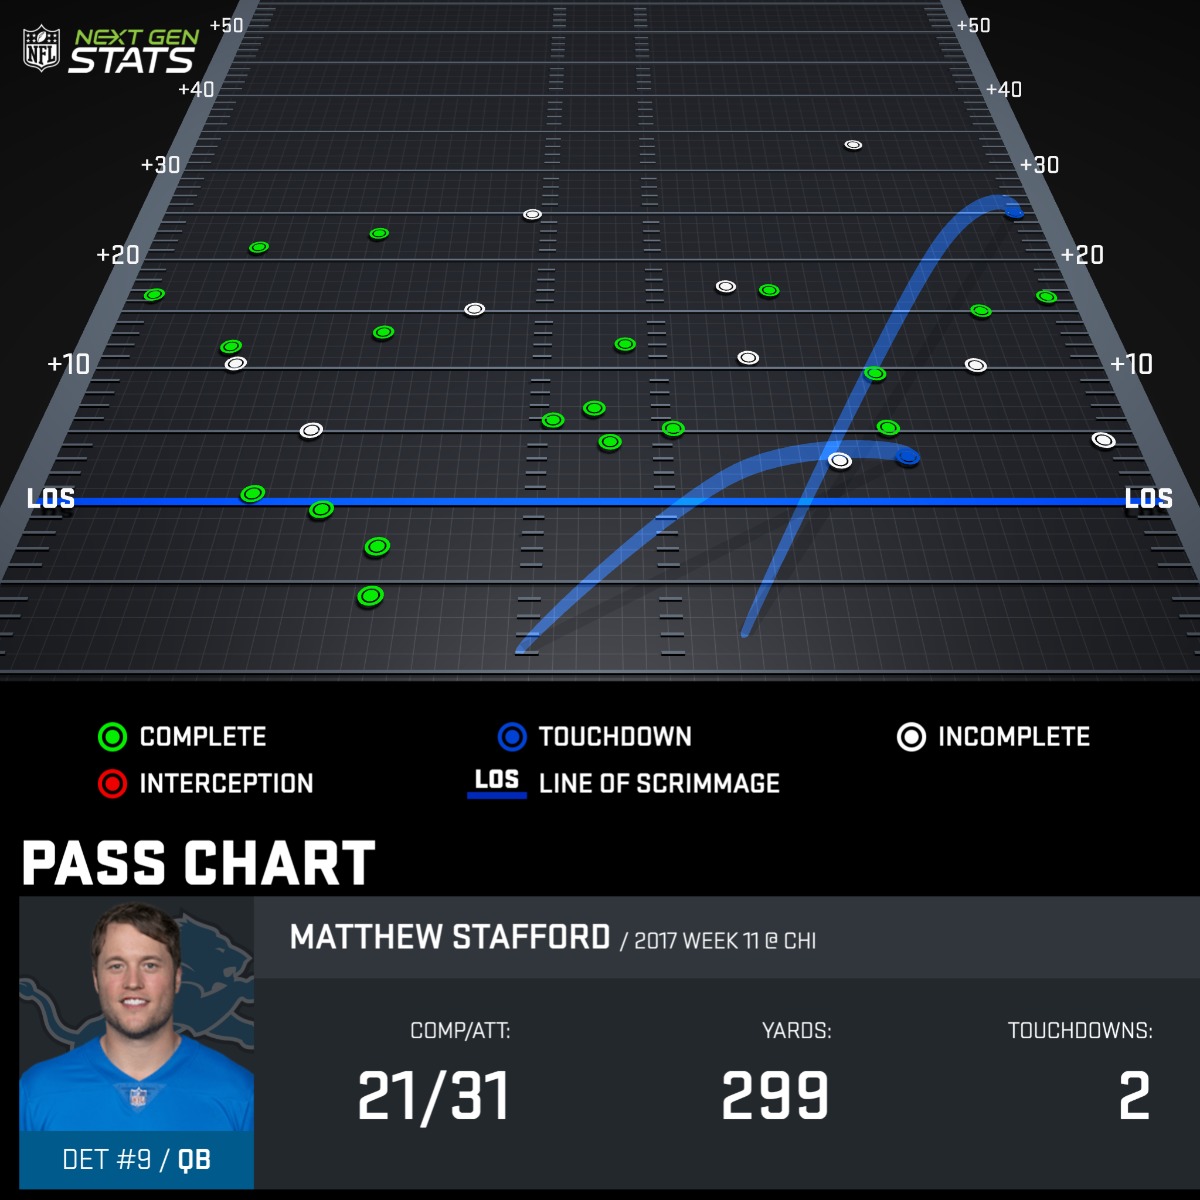 NFL NEXT GEN STATS
+50 +50
+40 +40
+30 +30
+20 +20
+10 +10
LOS LOS
COMPLETE TOUCHDOWN INCOMPLETE
INTERCEPTION LOS LINE OF SCRIMMAGE
PASS CHART
MATTHEW STAFFORD / 2017 WEEK 11 @ CHI
COMP/ATT: YARDS: TOUCHDOWNS:
21/31 299 2
DET #9 / QB